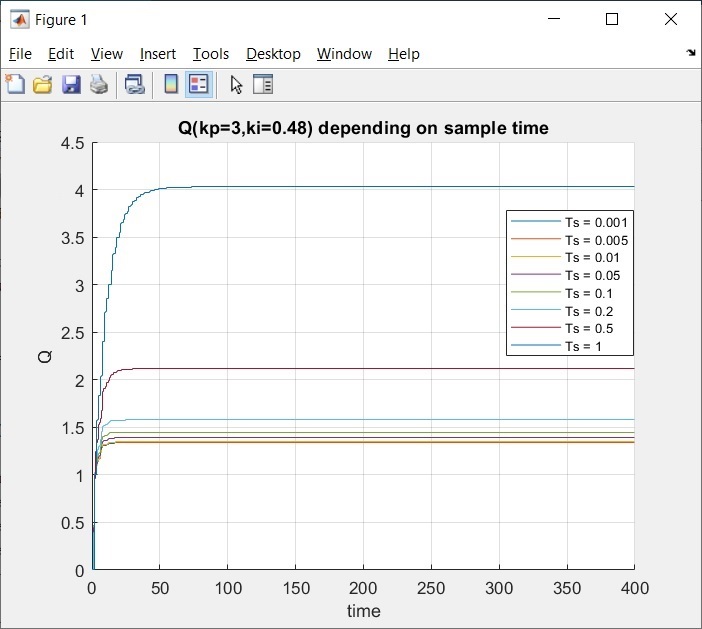 Figure 1
File Edit View Insert Tools Desktop Window Help
Q(kp=3,ki=0.48) depending on sample time
4.5
4
3.5
3
2.5
2
1.5
1
0.5
0
Q
Ts = 0.001
Ts = 0.005
Ts = 0.01
Ts = 0.05
Ts = 0.1
Ts = 0.2
Ts = 0.5
Ts = 1
0 50 100 150 200 250 300 350 400
time